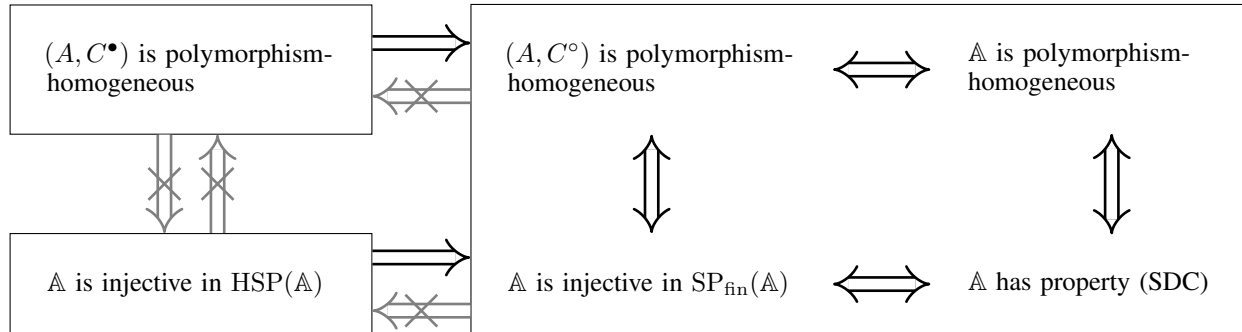 (A, C•) is polymorphism-
homogeneous
(A, C°) is polymorphism-
homogeneous
𝔸 is polymorphism-
homogeneous
𝔸 is injective in HSP(𝔸)
𝔸 is injective in SP_fin(𝔸)
𝔸 has property (SDC)